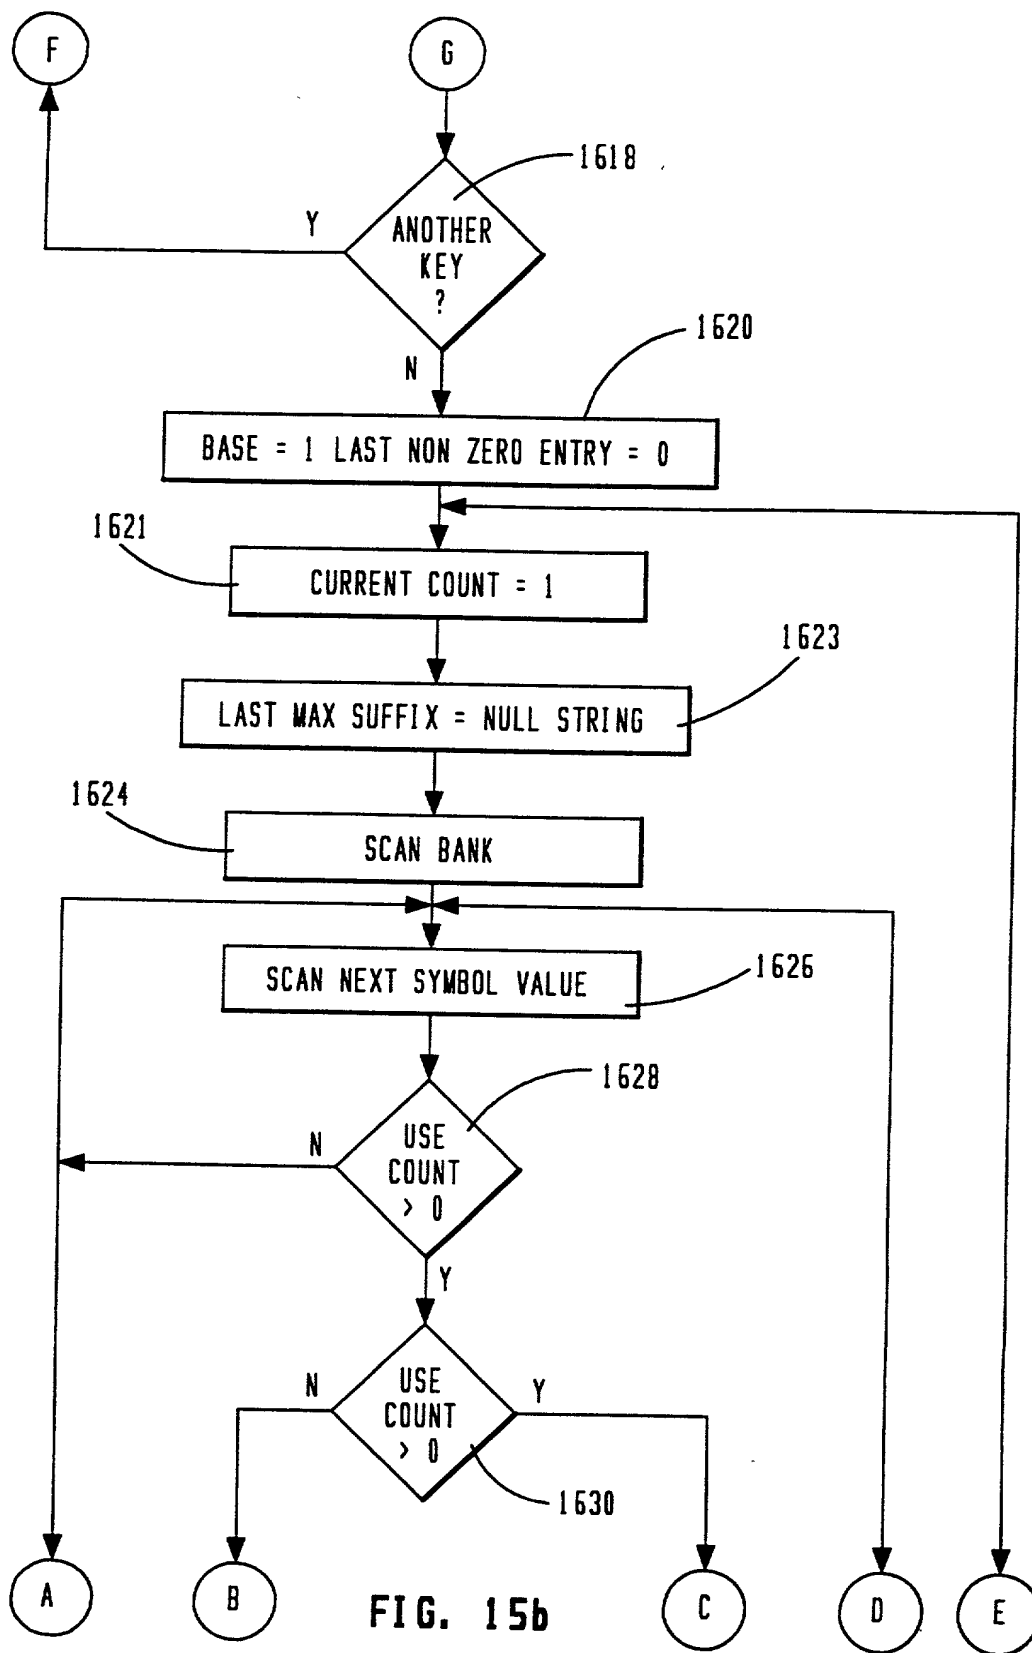 F
G
1618
Y
ANOTHER
KEY
?
1620
N
BASE = 1 LAST NON ZERO ENTRY = 0
1621
CURRENT COUNT = 1
1623
LAST MAX SUFFIX = NULL STRING
1624
SCAN BANK
SCAN NEXT SYMBOL VALUE
1626
1628
N
USE
COUNT
> 0
Y
N
USE
COUNT
> 0
Y
1630
A
B
FIG. 15b
C
D
E